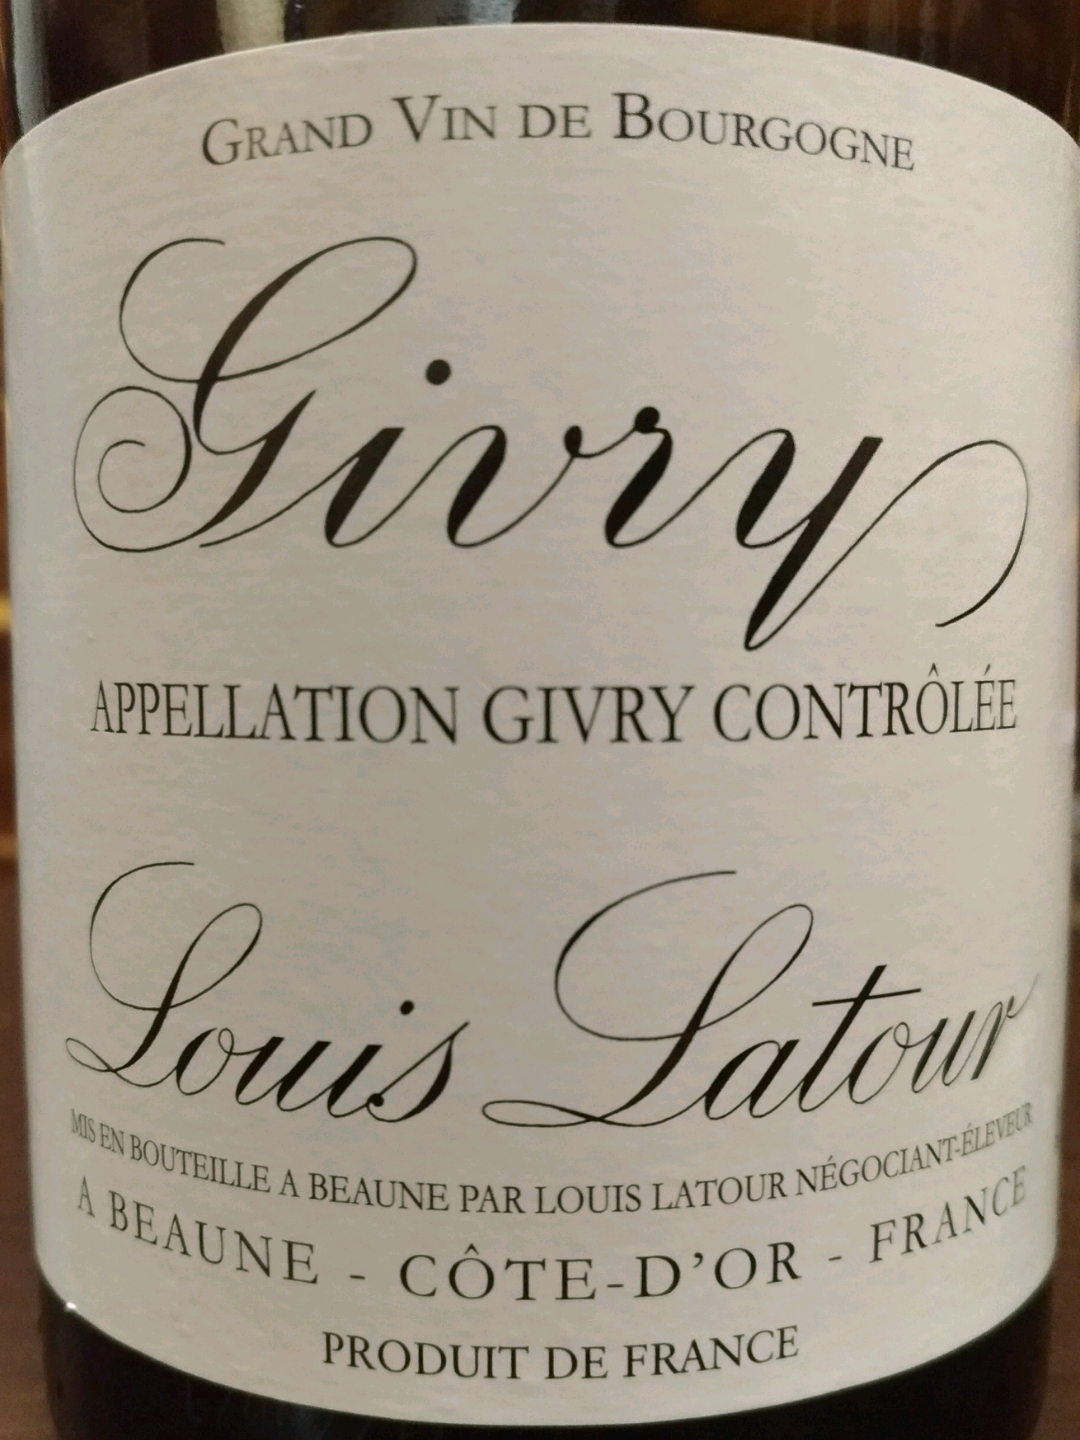 GRAND VIN DE BOURGOGNE
Givry
APPELLATION GIVRY CONTRÔLÉE
Louis Latour
MIS EN BOUTEILLE A BEAUNE PAR LOUIS LATOUR NÉGOCIANT-ÉLEVEUR
A BEAUNE - CÔTE-D'OR - FRANCE
PRODUIT DE FRANCE